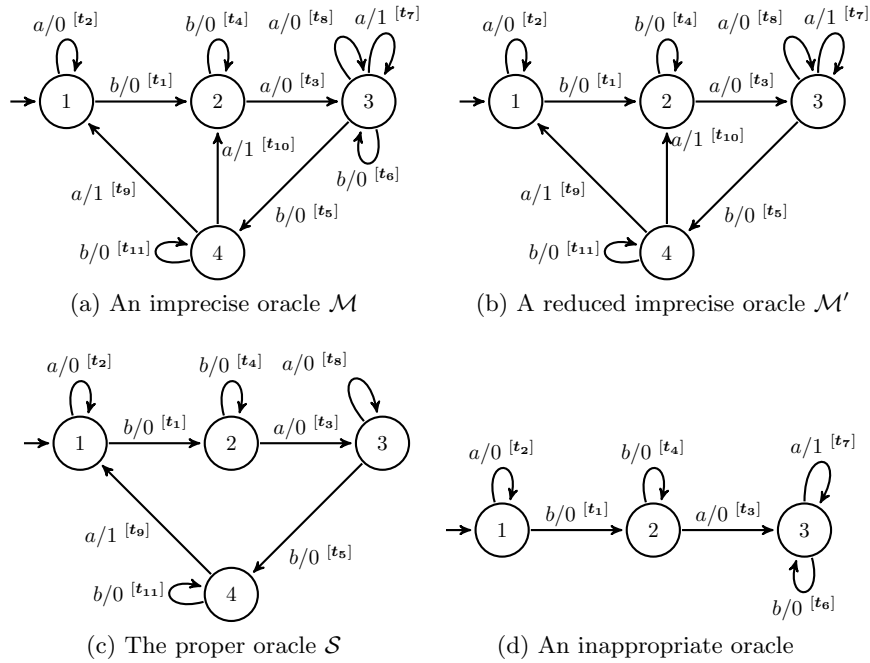 a/0 [t₂]
b/0 [t₄]
a/0 [t₈]
a/1 [t₇]
1
b/0 [t₁]
2
a/0 [t₃]
3
a/1 [t₁₀]
b/0 [t₆]
a/1 [t₉]
b/0 [t₅]
b/0 [t₁₁]
4
(a) An imprecise oracle ℳ
a/0 [t₂]
b/0 [t₄]
a/0 [t₈]
a/1 [t₇]
1
b/0 [t₁]
2
a/0 [t₃]
3
a/1 [t₁₀]
a/1 [t₉]
b/0 [t₅]
b/0 [t₁₁]
4
(b) A reduced imprecise oracle ℳ′
a/0 [t₂]
b/0 [t₄]
a/0 [t₈]
1
b/0 [t₁]
2
a/0 [t₃]
3
a/1 [t₉]
b/0 [t₅]
b/0 [t₁₁]
4
(c) The proper oracle 𝒮
a/0 [t₂]
b/0 [t₄]
a/1 [t₇]
1
b/0 [t₁]
2
a/0 [t₃]
3
b/0 [t₆]
(d) An inappropriate oracle